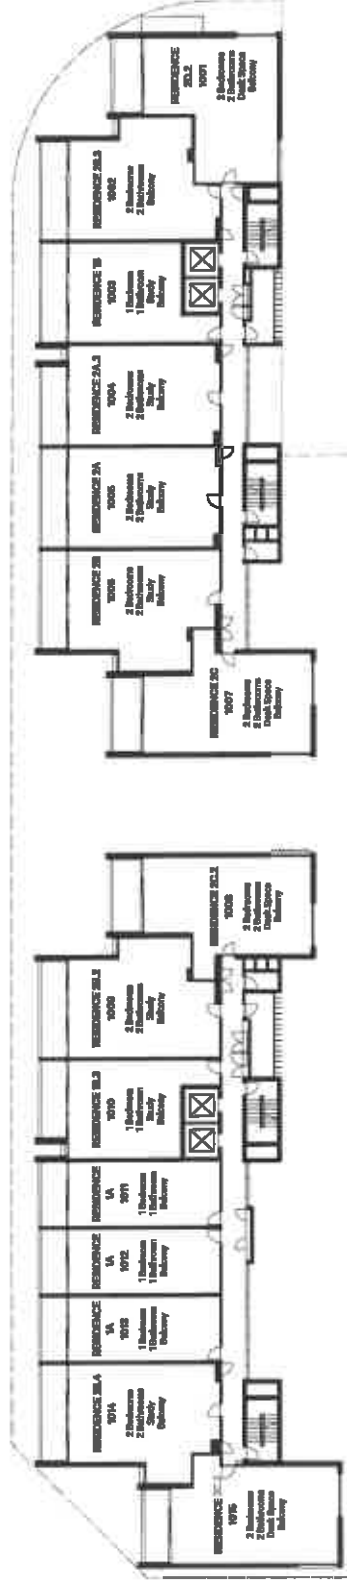 RESIDENCE
2D.2
1001
2 Bedrooms
2 Bathrooms
Desk Space
Balcony
RESIDENCE 2B.3
1002
2 Bedrooms
2 Bathrooms
Balcony
RESIDENCE 1B
1003
1 Bedroom
1 Bathroom
Study
Balcony
RESIDENCE 2A.3
1004
2 Bedrooms
2 Bathrooms
Study
Balcony
RESIDENCE 2A
1005
2 Bedrooms
2 Bathrooms
Study
Balcony
RESIDENCE 2B
1006
2 Bedrooms
2 Bathrooms
Study
Balcony
RESIDENCE 2C
1007
2 Bedrooms
2 Bathrooms
Desk Space
Balcony
RESIDENCE 2C.2
1008
2 Bedrooms
2 Bathrooms
Desk Space
Balcony
RESIDENCE 2B.2
1009
2 Bedrooms
2 Bathrooms
Study
Balcony
RESIDENCE 1B.3
1010
1 Bedroom
1 Bathroom
Study
Balcony
RESIDENCE
1A
1011
1 Bedroom
1 Bathroom
Balcony
RESIDENCE
1A
1012
1 Bedroom
1 Bathroom
Balcony
RESIDENCE
1A
1013
1 Bedroom
1 Bathroom
Balcony
RESIDENCE 2B.4
1014
2 Bedrooms
2 Bathrooms
Study
Balcony
RESIDENCE
1015
2 Bedrooms
2 Bathrooms
Desk Space
Balcony